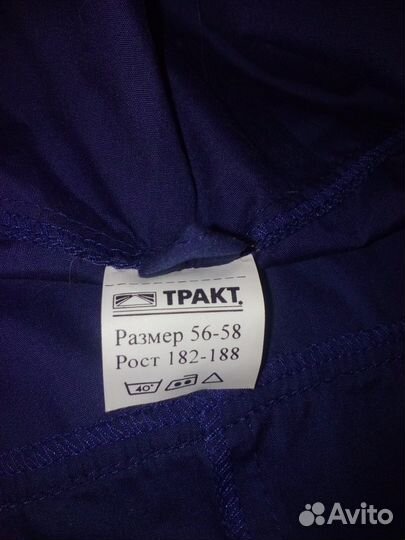 ТРАКТ.
Размер 56-58
Рост 182-188
40°
Avito